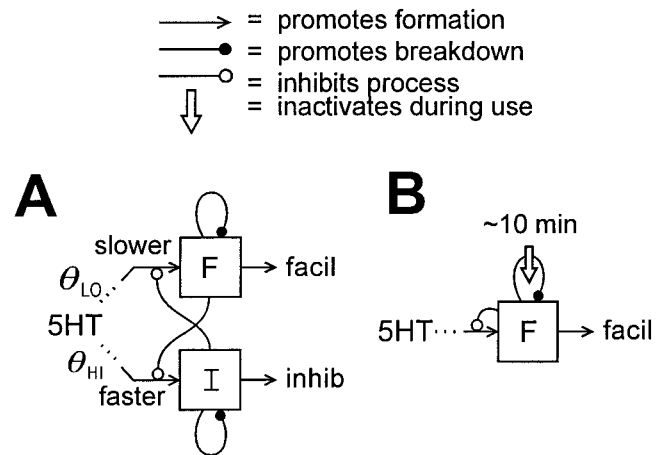 = promotes formation
= promotes breakdown
= inhibits process
= inactivates during use
A
B
slower
F
facil
θLO
5HT
θHI
faster
I
inhib
~10 min
5HT
F
facil